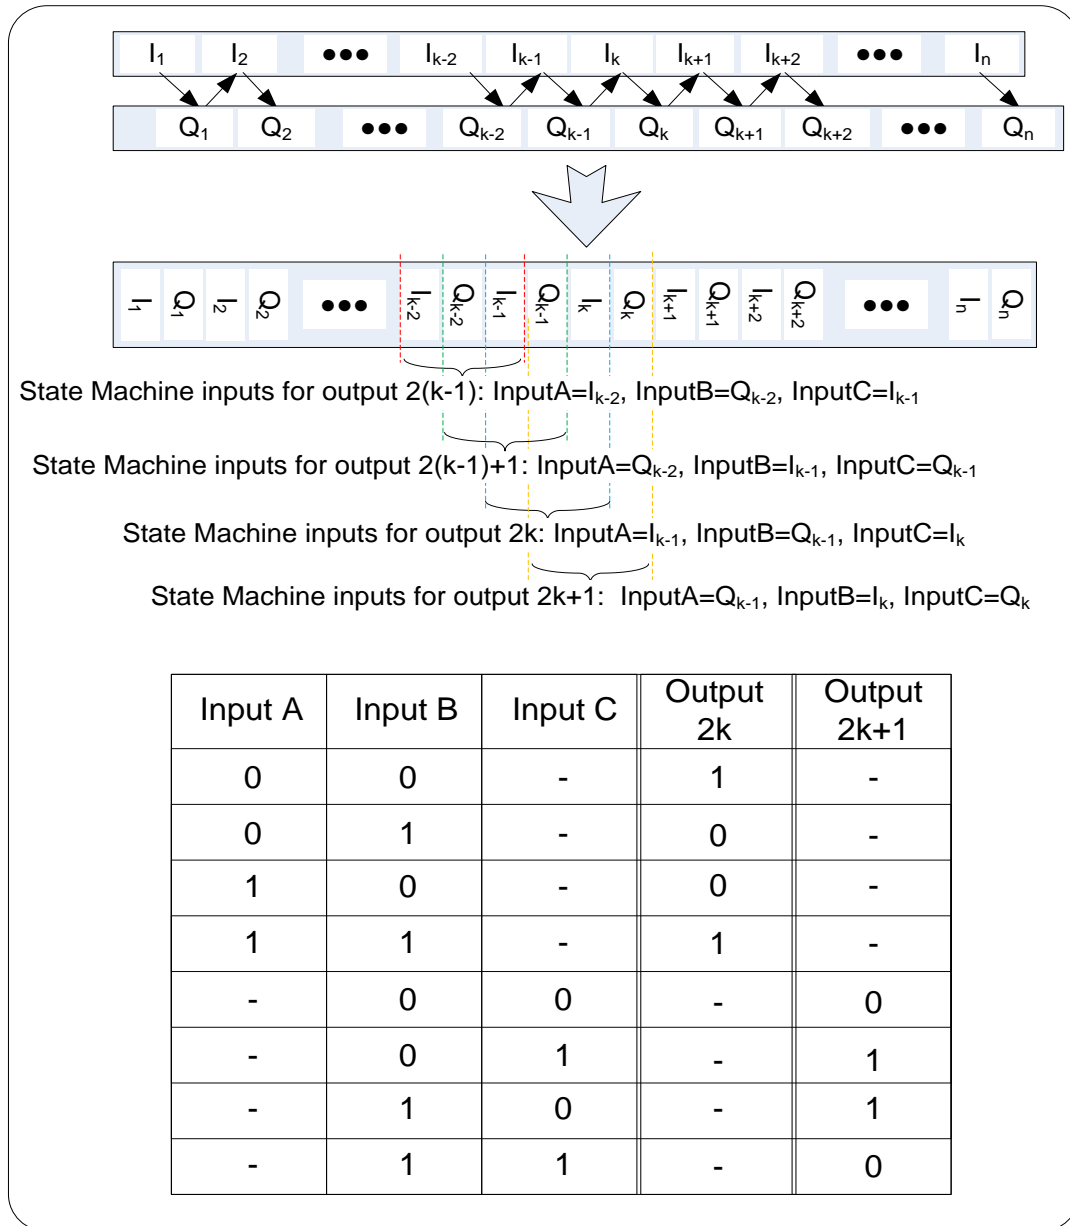 I1 I2 ●●● Ik-2 Ik-1 Ik Ik+1 Ik+2 ●●● In
Q1 Q2 ●●● Qk-2 Qk-1 Qk Qk+1 Qk+2 ●●● Qn
I1 Q1 I2 Q2 ●●● Ik-2 Qk-2 Ik-1 Qk-1 Ik Qk Ik+1 Qk+1 Ik+2 Qk+2 ●●● In Qn
State Machine inputs for output 2(k-1): InputA=Ik-2, InputB=Qk-2, InputC=Ik-1
State Machine inputs for output 2(k-1)+1: InputA=Qk-2, InputB=Ik-1, InputC=Qk-1
State Machine inputs for output 2k: InputA=Ik-1, InputB=Qk-1, InputC=Ik
State Machine inputs for output 2k+1: InputA=Qk-1, InputB=Ik, InputC=Qk
Input A Input B Input C Output 2k Output 2k+1
0 0 - 1 -
0 1 - 0 -
1 0 - 0 -
1 1 - 1 -
- 0 0 - 0
- 0 1 - 1
- 1 0 - 1
- 1 1 - 0